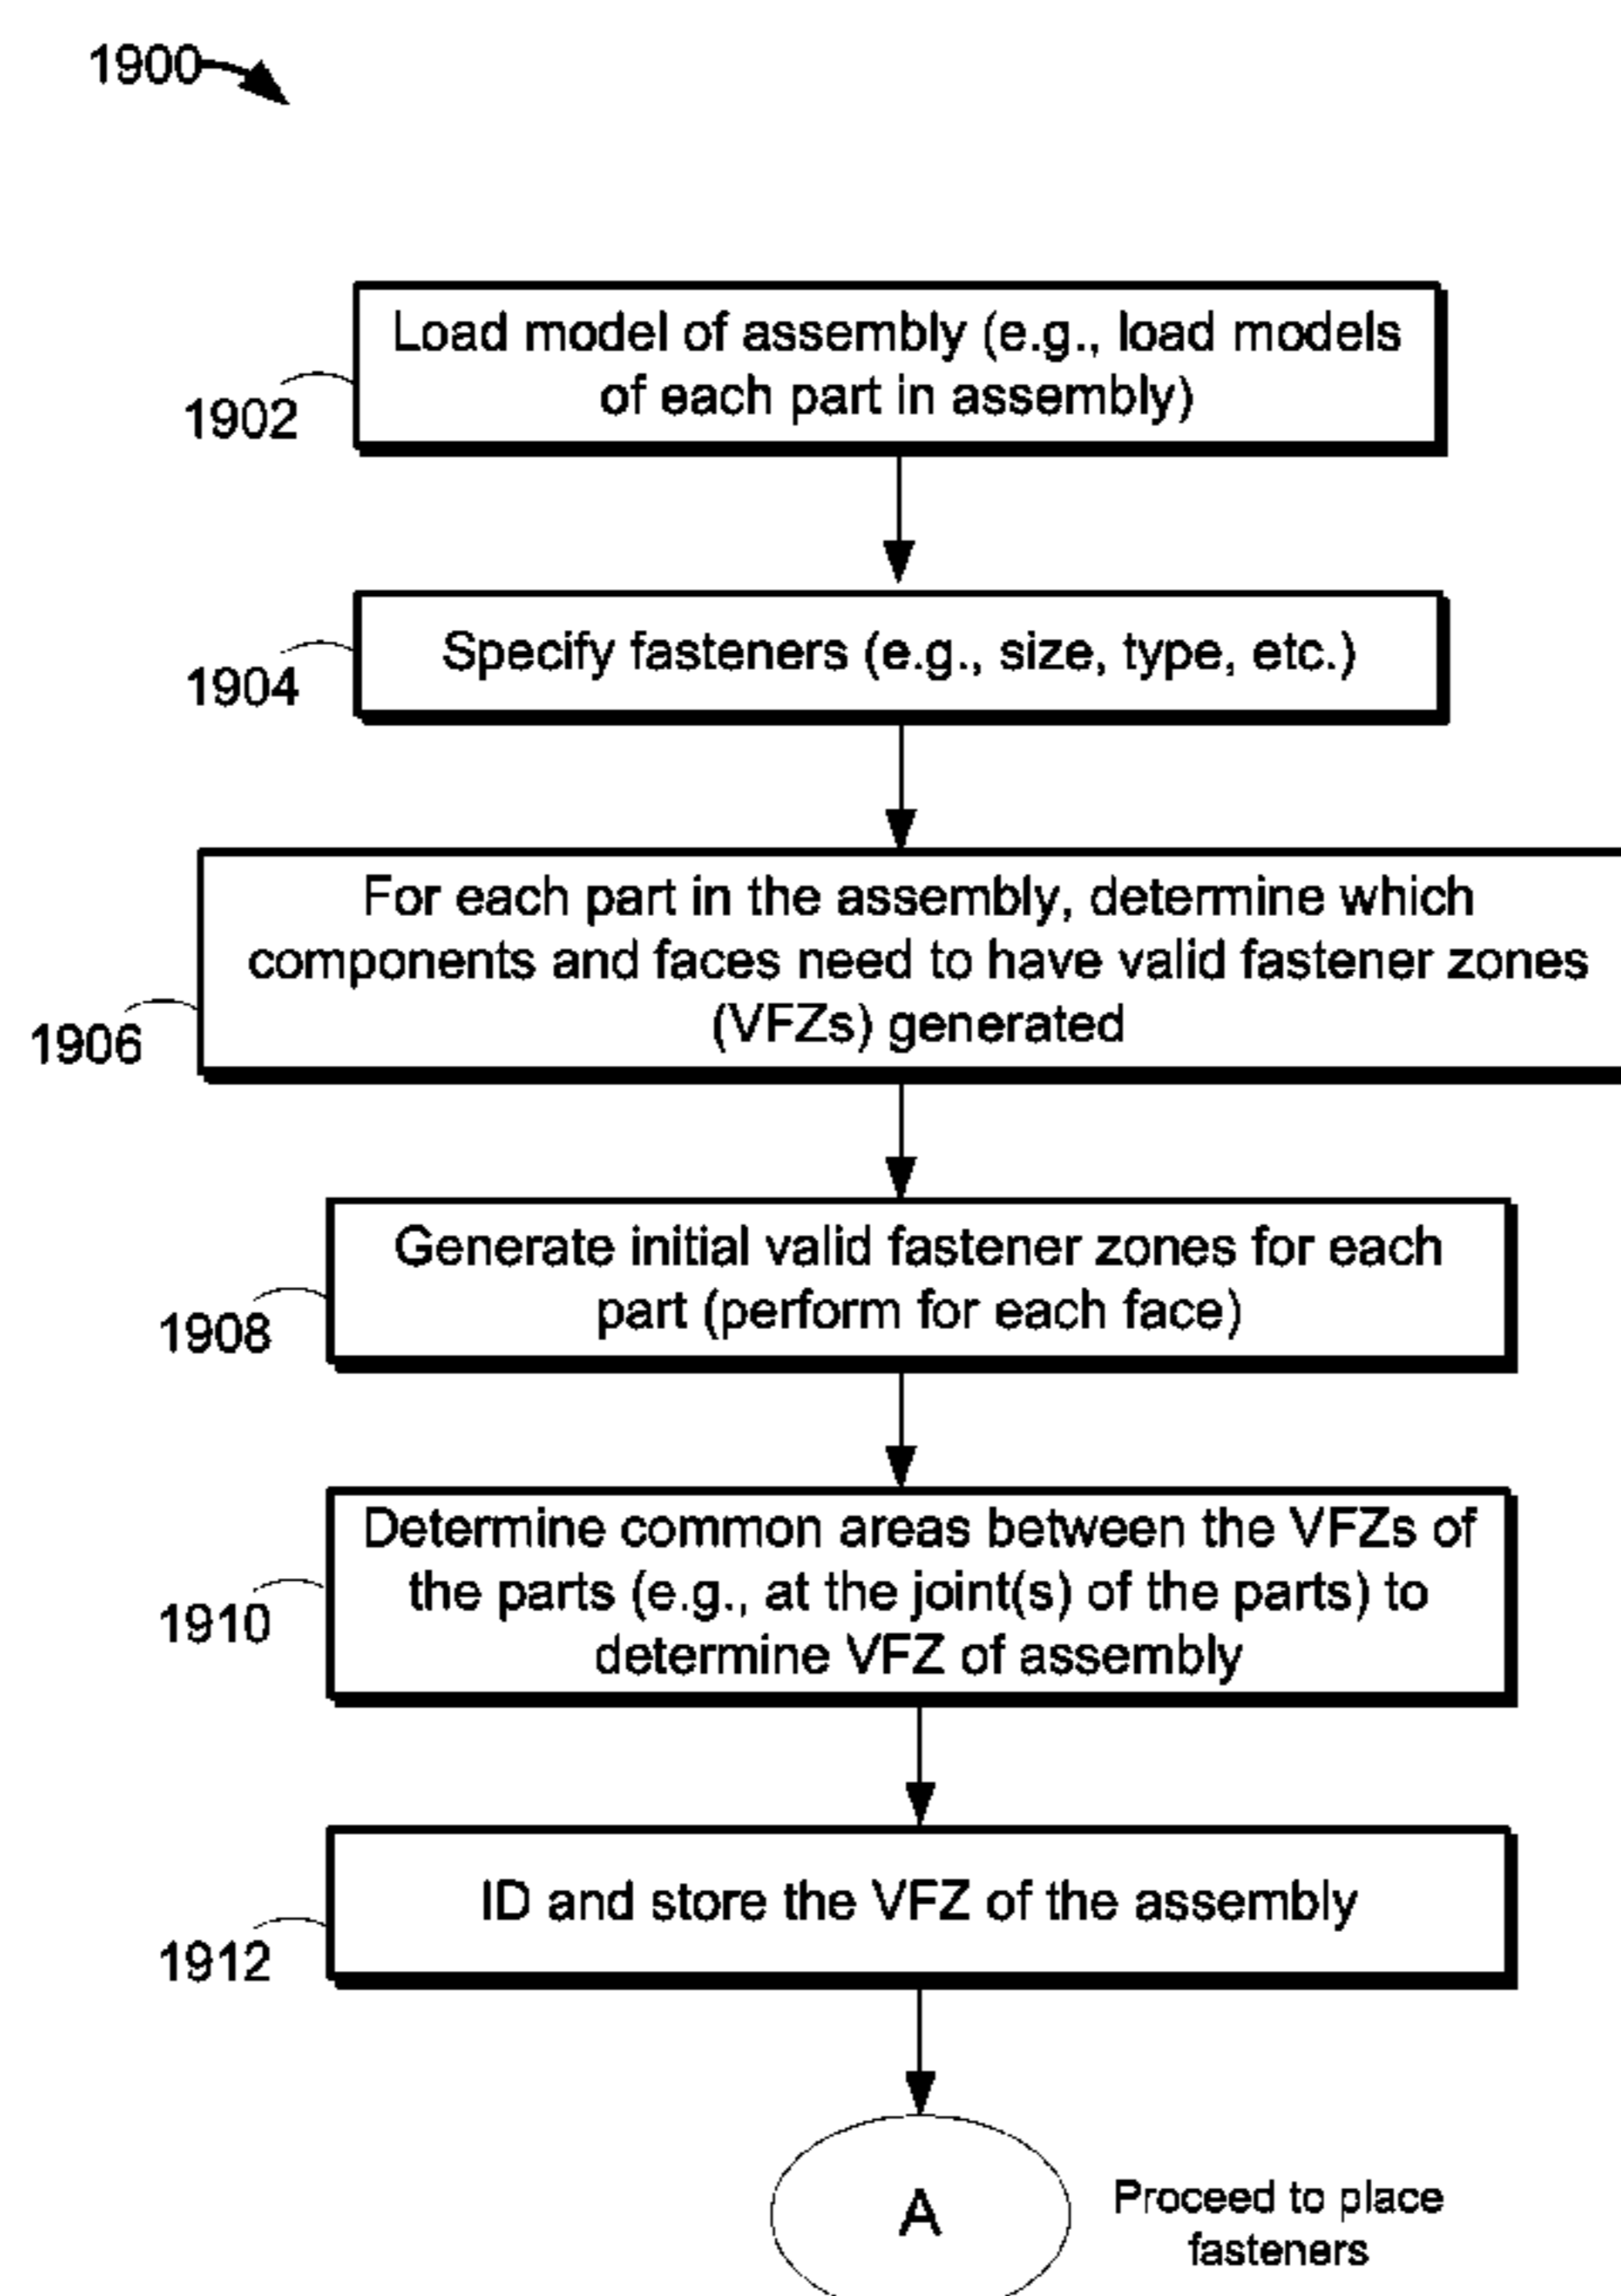 1900
Load model of assembly (e.g., load models
of each part in assembly)
1902
Specify fasteners (e.g., size, type, etc.)
1904
For each part in the assembly, determine which
components and faces need to have valid fastener zones
(VFZs) generated
1906
Generate initial valid fastener zones for each
part (perform for each face)
1908
Determine common areas between the VFZs of
the parts (e.g., at the joint(s) of the parts) to
determine VFZ of assembly
1910
ID and store the VFZ of the assembly
1912
A
Proceed to place
fasteners